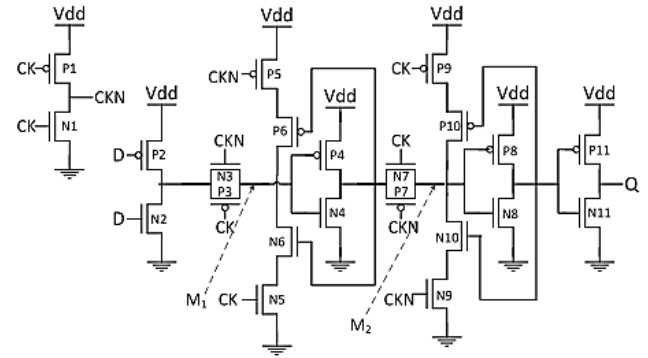 Vdd
Vdd
Vdd
CK
P1
CKN
P5
CK
P9
CKN
Vdd
Vdd
Vdd
Vdd
CK
N1
P6
P10
D
P2
CKN
P4
CK
P8
P11
N3
P3
N7
P7
Q
D
N2
CK
N4
CKN
N8
N11
N6
N10
M1
CK
N5
M2
CKN
N9